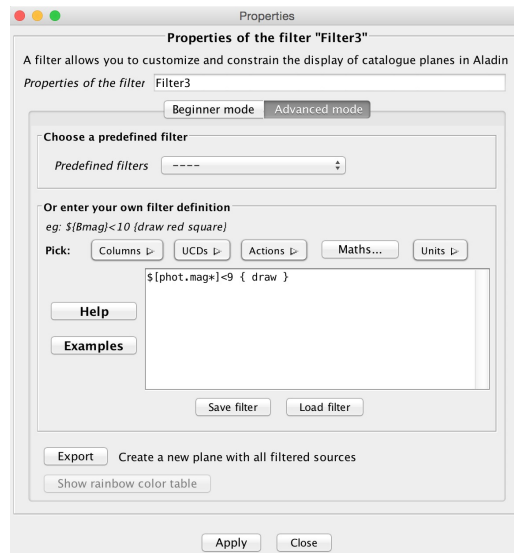 Properties
Properties of the filter "Filter3"
A filter allows you to customize and constrain the display of catalogue planes in Aladin
Properties of the filter Filter3
Beginner mode Advanced mode
Choose a predefined filter
Predefined filters ----
Or enter your own filter definition
eg: ${Bmag}<10 {draw red square}
Pick: Columns ▷ UCDs ▷ Actions ▷ Maths... Units ▷
$[phot.mag*]<9 { draw }
Help
Examples
Save filter Load filter
Export Create a new plane with all filtered sources
Show rainbow color table
Apply Close